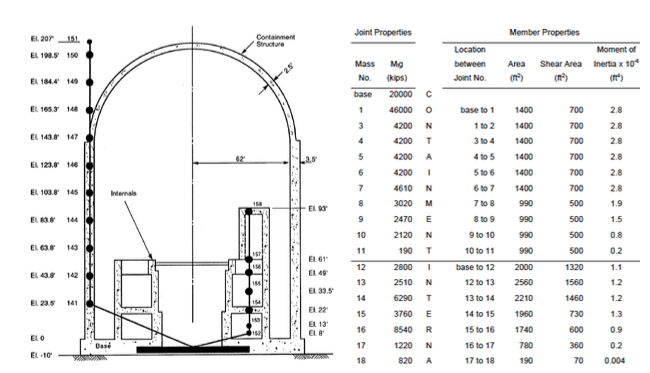 El. 207' 151
El. 198.5' 150
El. 184.4' 149
El. 165.3' 148
El. 143.8' 147
El. 123.8' 146
El. 103.8' 145
El. 83.8' 144
El. 63.8' 143
El. 43.8' 142
El. 23.5' 141
El. 0
El. -10'
Base
Containment
Structure
2.5'
62'
3.5'
Internals
158
157
156
155
154
153
152
El. 93'
El. 61'
El. 49'
El. 33.5'
El. 22'
El. 13'
El. 8'
Joint Properties Member Properties
Location Moment of
Mass Mg between Area Shear Area Inertia x 10⁻⁶
No. (kips) Joint No. (ft²) (ft²) (ft⁴)
base 20000 C
1 46000 O base to 1 1400 700 2.8
3 4200 N 1 to 2 1400 700 2.8
4 4200 T 3 to 4 1400 700 2.8
5 4200 A 4 to 5 1400 700 2.8
6 4200 I 5 to 6 1400 700 2.8
7 4610 N 6 to 7 1400 700 2.8
8 3020 M 7 to 8 990 500 1.9
9 2470 E 8 to 9 990 500 1.5
10 2120 N 9 to 10 990 500 0.8
11 190 T 10 to 11 990 500 0.2
12 2800 I base to 12 2000 1320 1.1
13 2510 N 12 to 13 2560 1560 1.2
14 6290 T 13 to 14 2210 1460 1.2
15 3760 E 14 to 15 1740 730 1.3
16 8540 R 15 to 16 1740 600 0.9
17 1220 N 16 to 17 780 360 0.2
18 820 A 17 to 18 190 70 0.004